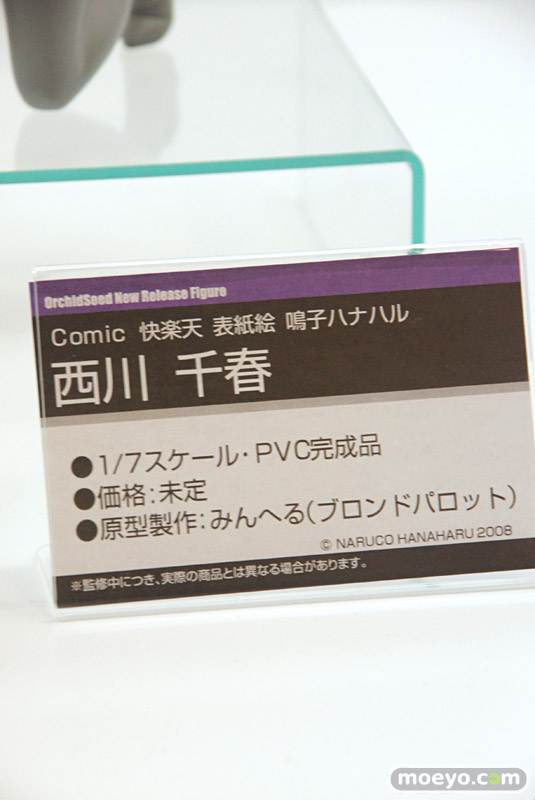 OrchidSeed New Release Figure
Comic 快楽天 表紙絵 鳴子ハナハル
西川 千春
●1/7スケール・PVC完成品
●価格:未定
●原型製作:みんへる(ブロンドパロット)
© NARUCO HANAHARU 2008
※監修中につき、実際の商品とは異なる場合があります。
moeyo.com